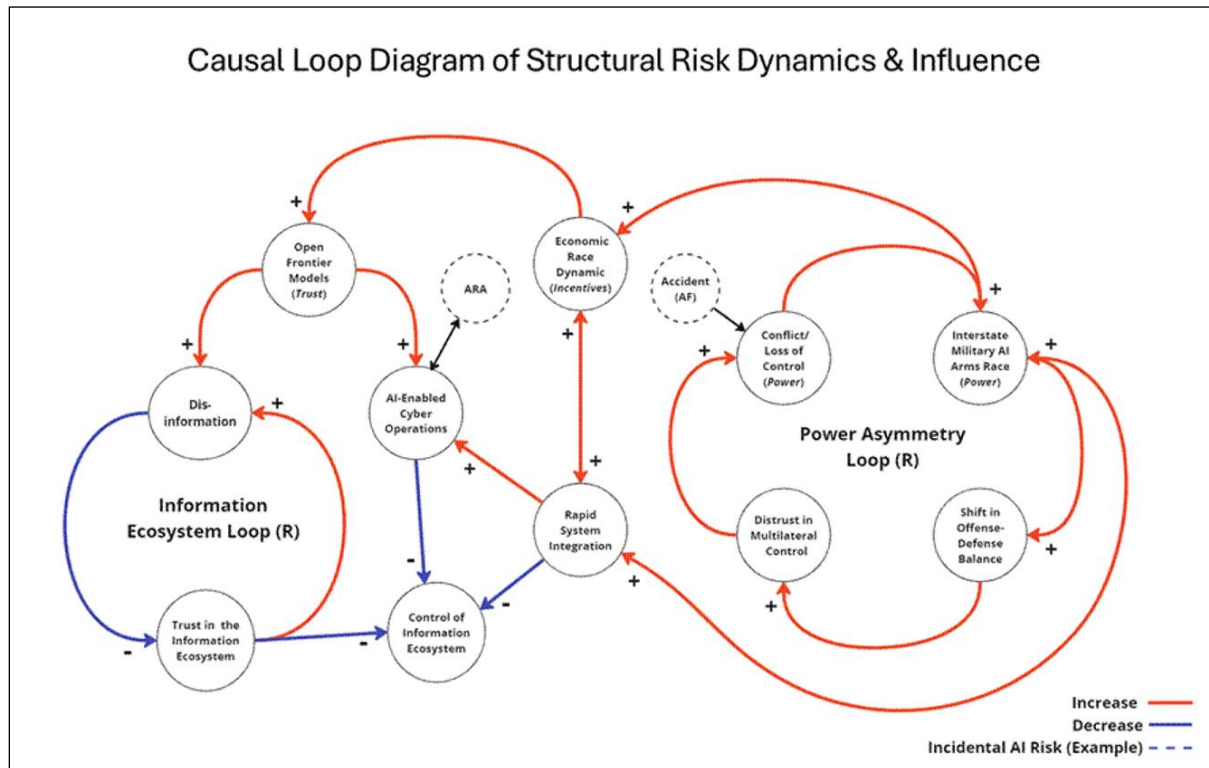 Causal Loop Diagram of Structural Risk Dynamics & Influence
+
+
Open
Frontier
Models
(Trust)
ARA
Economic
Race
Dynamic
(Incentives)
Accident
(AF)
+
+
+
+
+
+
Conflict/
Loss of
Control
(Power)
Interstate
Military AI
Arms Race
(Power)
Dis-
information
+
AI-Enabled
Cyber
Operations
Power Asymmetry
Loop (R)
+
+
Information
Ecosystem Loop (R)
Rapid
System
Integration
Distrust in
Multilateral
Control
Shift in
Offense-
Defense
Balance
-
+
+
-
+
Trust in the
Information
Ecosystem
-
-
Control of
Information
Ecosystem
Increase
Decrease
Incidental AI Risk (Example)